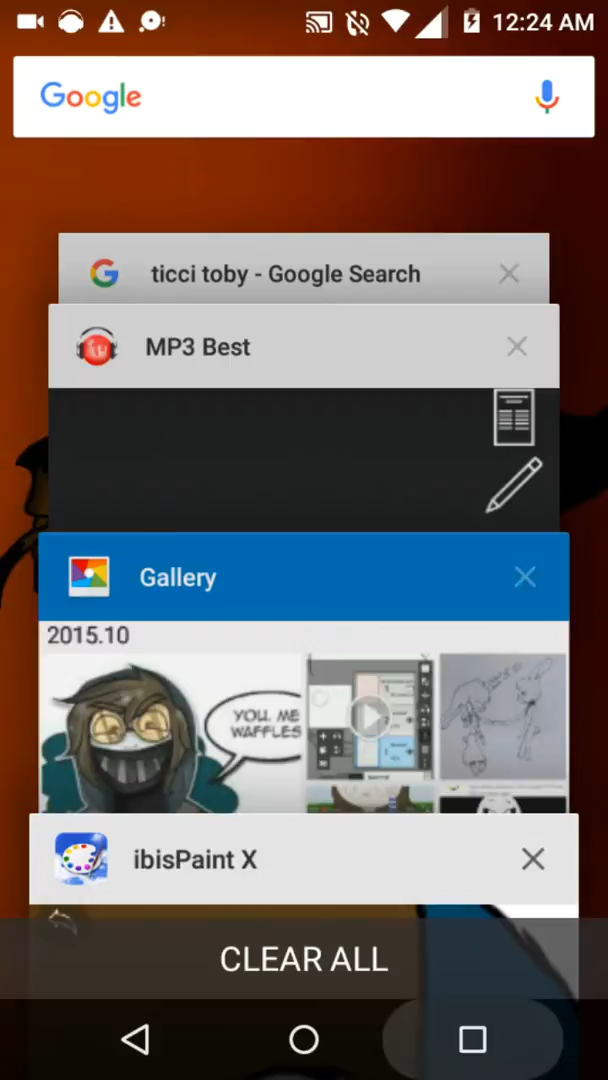 12:24 AM
Google
ticci toby - Google Search
MP3 Best
Gallery
2015.10
YOU. ME
WAFFLES
ibisPaint X
CLEAR ALL